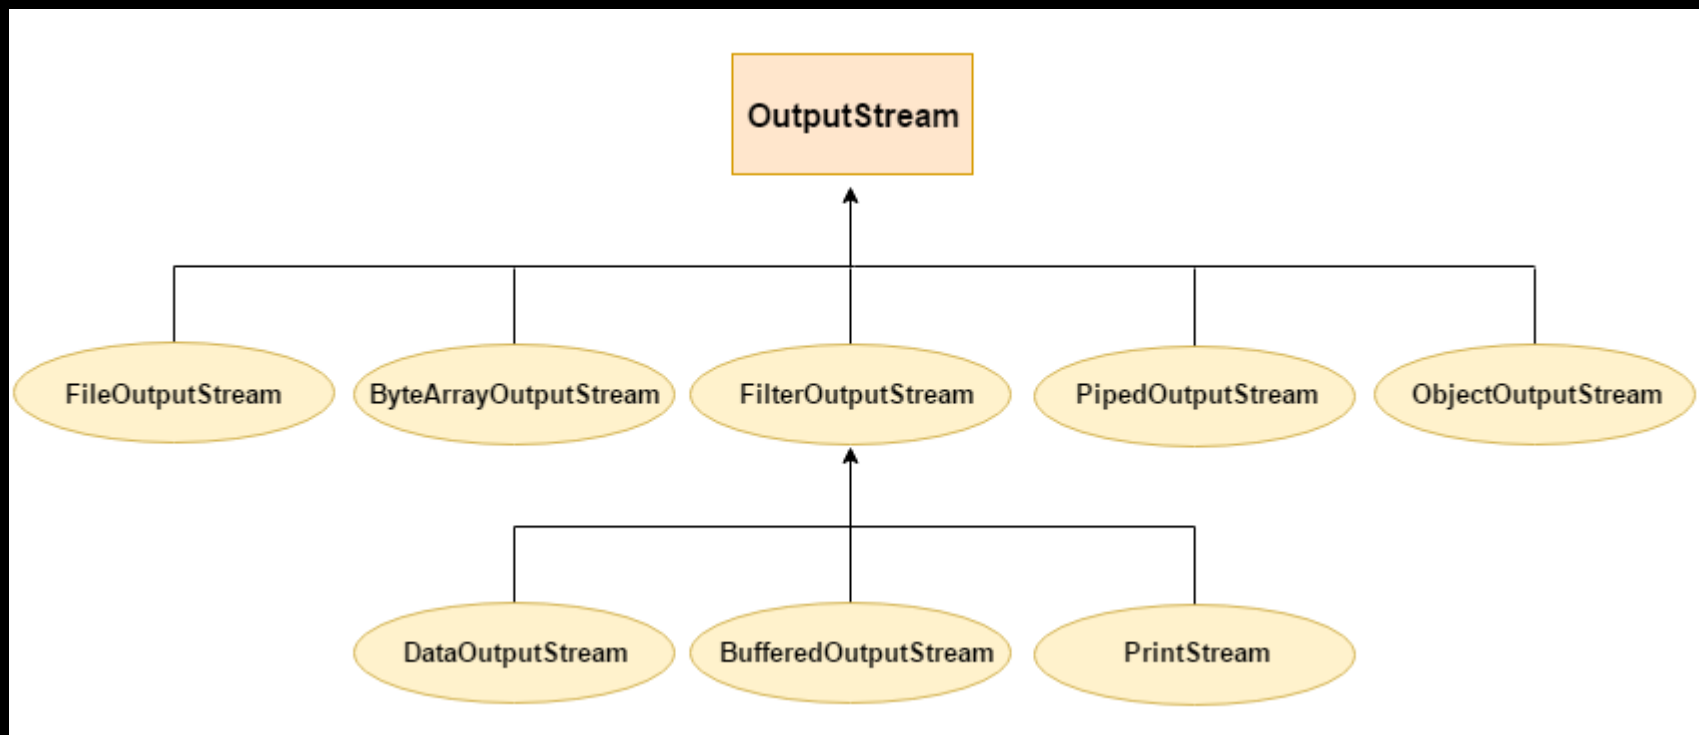 OutputStream
FileOutputStream
ByteArrayOutputStream
FilterOutputStream
PipedOutputStream
ObjectOutputStream
DataOutputStream
BufferedOutputStream
PrintStream